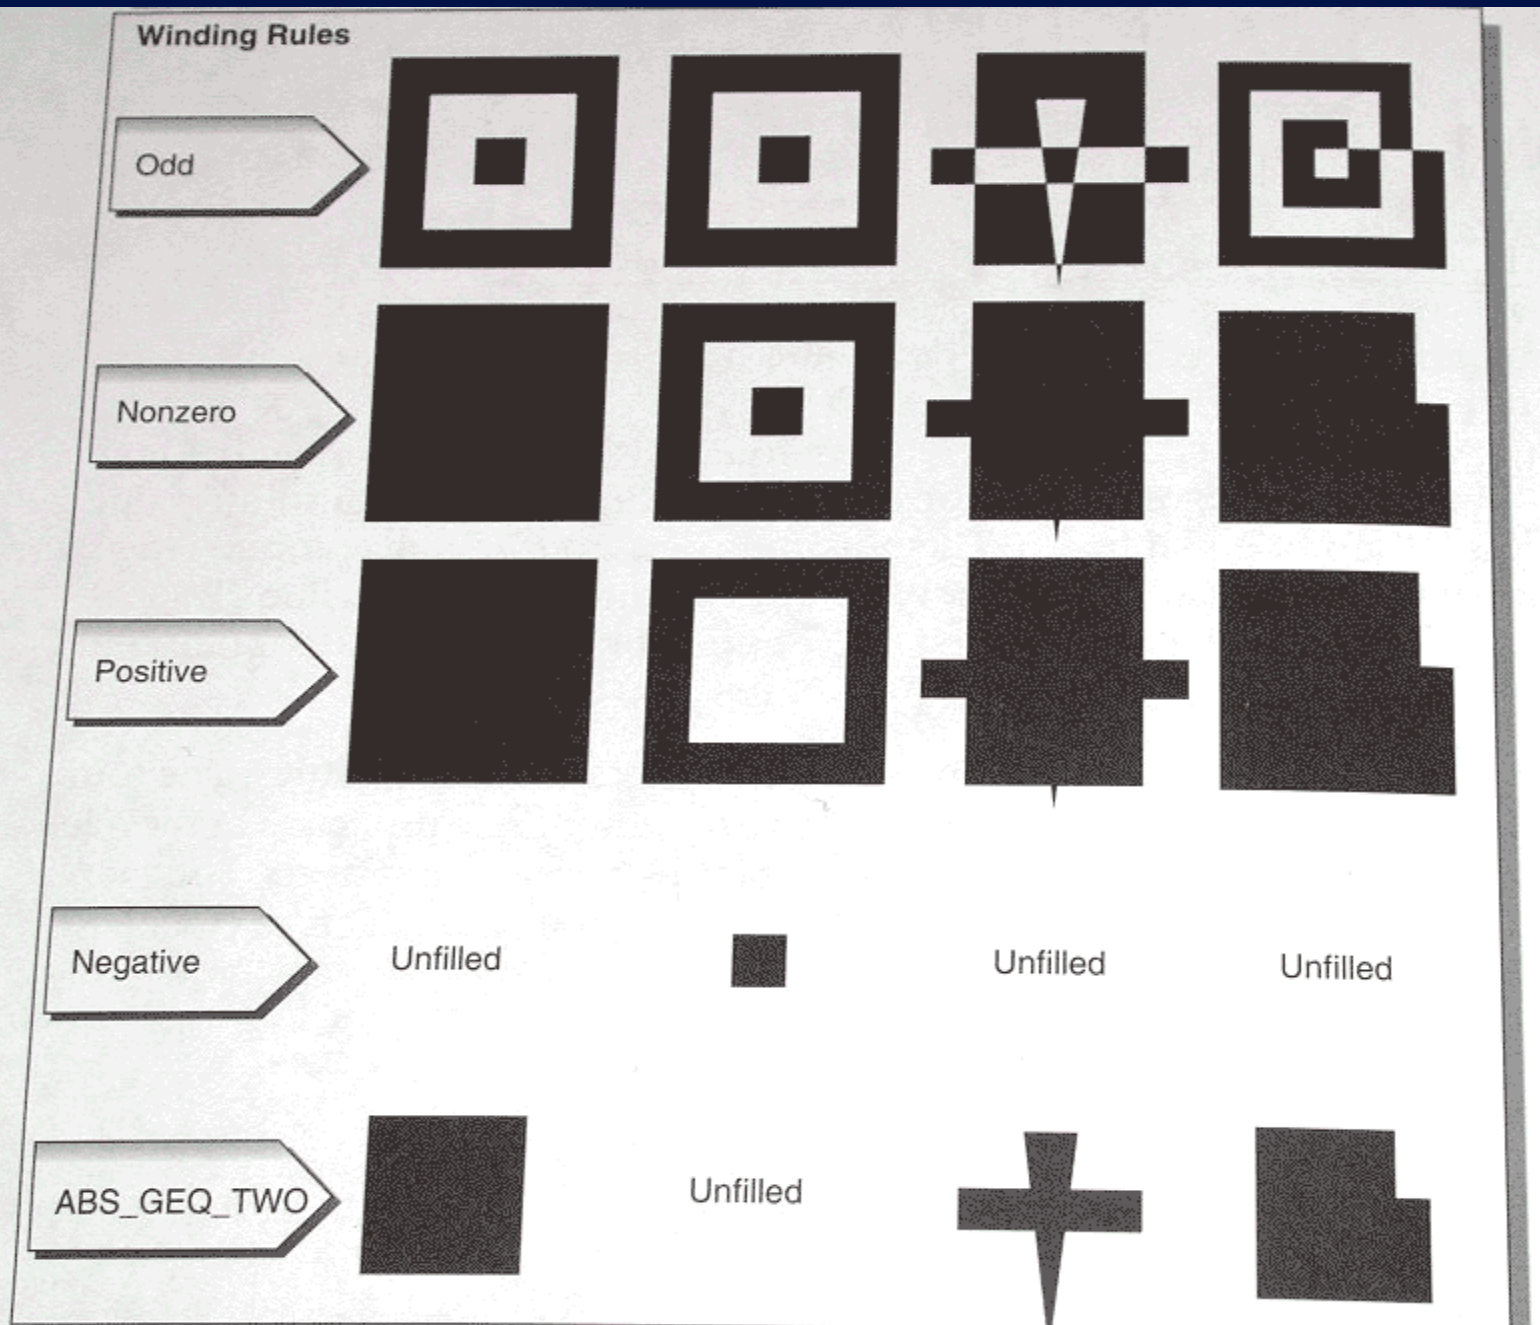 Winding Rules
Odd
Nonzero
Positive
Negative
Unfilled
Unfilled
Unfilled
ABS_GEQ_TWO
Unfilled